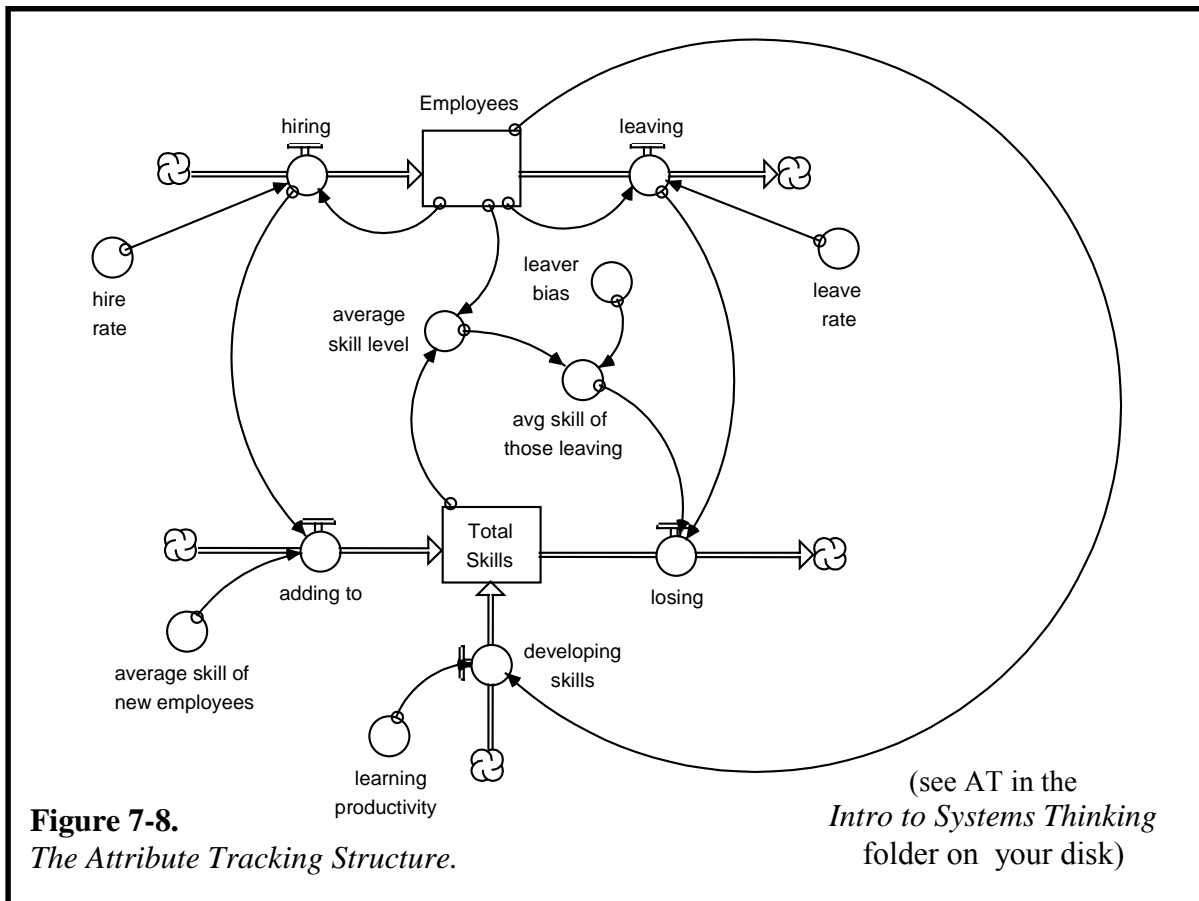 Employees
hiring
leaving
hire
rate
leaver
bias
leave
rate
average
skill level
avg skill of
those leaving
Total
Skills
adding to
losing
average skill of
new employees
developing
skills
learning
productivity
(see AT in the
Intro to Systems Thinking
folder on your disk)
Figure 7-8.
The Attribute Tracking Structure.